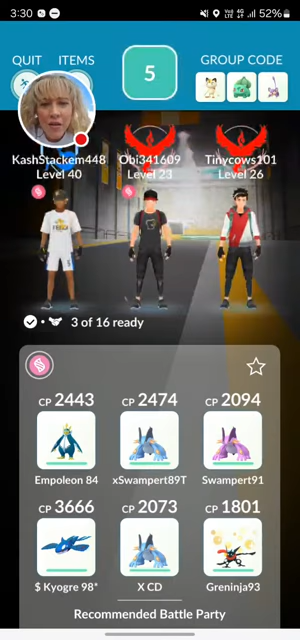 3:30
52%
QUIT
ITEMS
5
GROUP CODE
KashStackem448
Level 40
Obi341609
Level 23
Tinycows101
Level 26
3 of 16 ready
CP 2443
CP 2474
CP 2094
Empoleon 84
xSwampert89T
Swampert91
CP 3666
CP 2073
CP 1801
$ Kyogre 98*
X CD
Greninja93
Recommended Battle Party